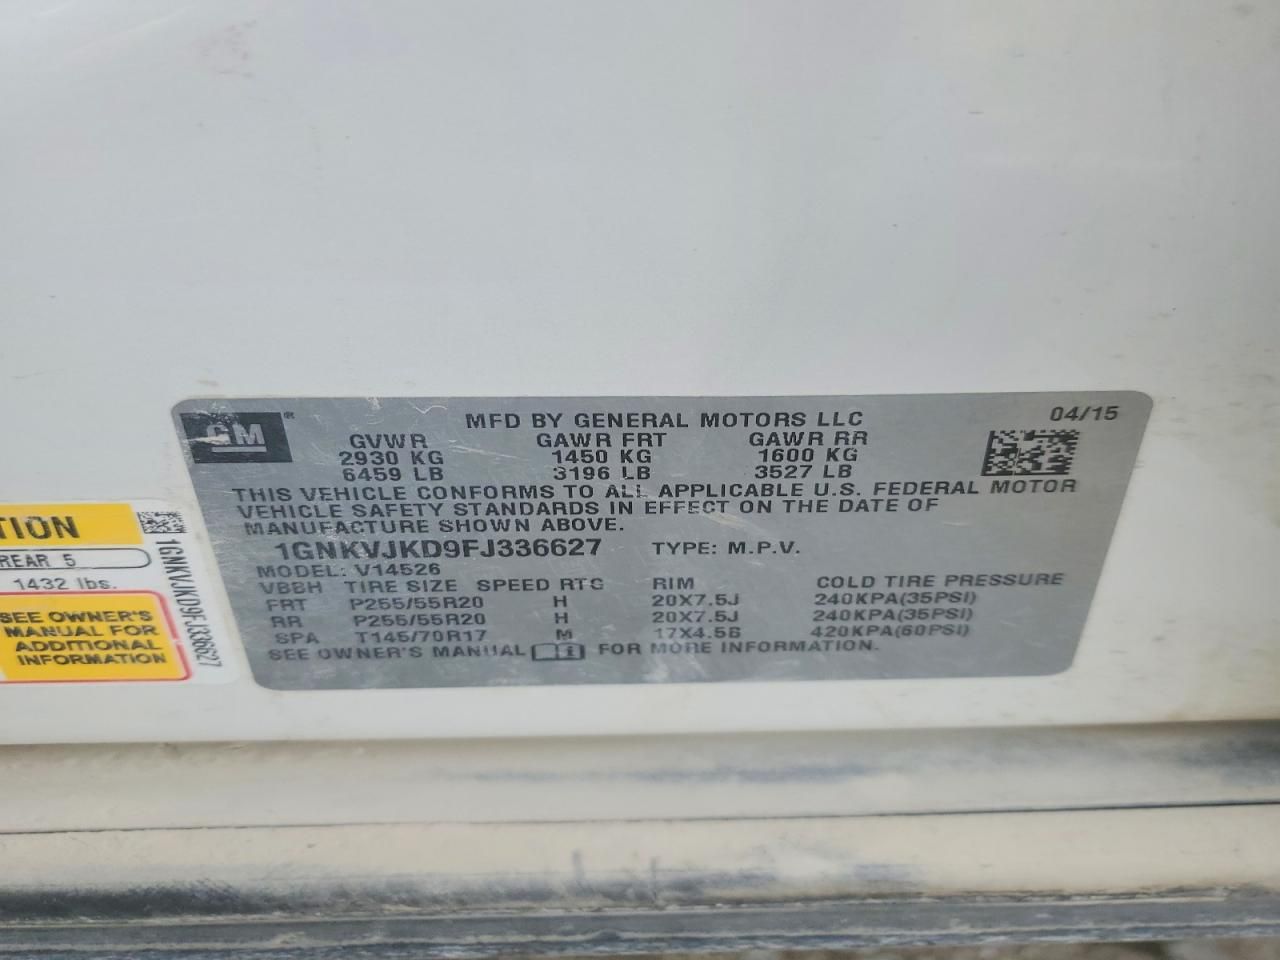 GM ®
MFD BY GENERAL MOTORS LLC 04/15
GVWR GAWR FRT GAWR RR
2930 KG 1450 KG 1600 KG
6459 LB 3196 LB 3527 LB
THIS VEHICLE CONFORMS TO ALL APPLICABLE U.S. FEDERAL MOTOR
VEHICLE SAFETY STANDARDS IN EFFECT ON THE DATE OF
MANUFACTURE SHOWN ABOVE.
1GNKVJKD9FJ336627 TYPE: M.P.V.
MODEL: V14526
VBBH TIRE SIZE SPEED RTG RIM COLD TIRE PRESSURE
FRT P255/55R20 H 20X7.5J 240KPA(35PSI)
RR P255/55R20 H 20X7.5J 240KPA(35PSI)
SPA T145/70R17 M 17X4.5B 420KPA(60PSI)
SEE OWNER'S MANUAL FOR MORE INFORMATION.
TION
REAR 5
1432 lbs.
SEE OWNER'S
MANUAL FOR
ADDITIONAL
INFORMATION
1GNKVJKD9FJ336627